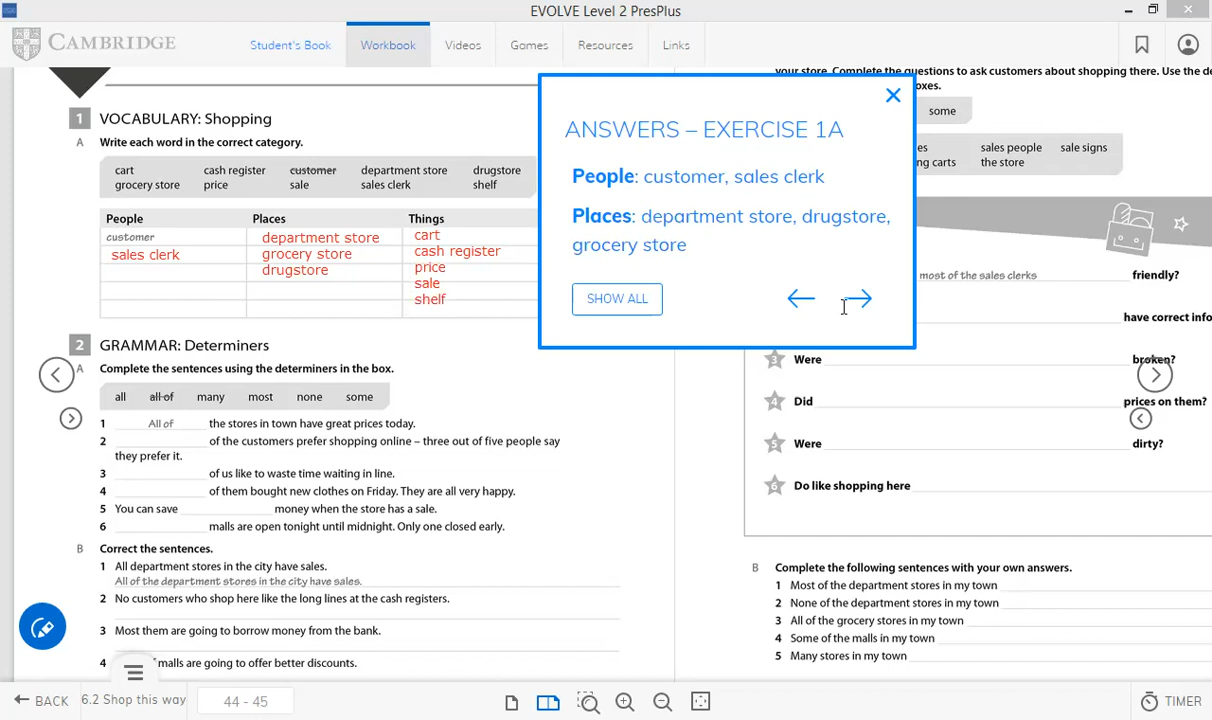 EVOLVE Level 2 PresPlus
CAMBRIDGE
Student's Book
Workbook
Videos
Games
Resources
Links
1 VOCABULARY: Shopping
A Write each word in the correct category.
cart cash register customer department store drugstore
grocery store price sale sales clerk shelf
People Places Things
customer department store cart
sales clerk grocery store cash register
drugstore price
sale
shelf
2 GRAMMAR: Determiners
A Complete the sentences using the determiners in the box.
all all of many most none some
1 All of the stores in town have great prices today.
2 of the customers prefer shopping online – three out of five people say
they prefer it.
3 of us like to waste time waiting in line.
4 of them bought new clothes on Friday. They are all very happy.
5 You can save money when the store has a sale.
6 malls are open tonight until midnight. Only one closed early.
B Correct the sentences.
1 All department stores in the city have sales.
All of the department stores in the city have sales.
2 No customers who shop here like the long lines at the cash registers.
3 Most them are going to borrow money from the bank.
4 malls are going to offer better discounts.
ANSWERS – EXERCISE 1A
People: customer, sales clerk
Places: department store, drugstore,
grocery store
SHOW ALL
your store. Complete the questions to ask customers about shopping there. Use the
some
sales people sale signs
carts the store
most of the sales clerks friendly?
have correct info
3 Were broken?
4 Did prices on them?
5 Were dirty?
6 Do like shopping here
B Complete the following sentences with your own answers.
1 Most of the department stores in my town
2 None of the department stores in my town
3 All of the grocery stores in my town
4 Some of the malls in my town
5 Many stores in my town
BACK
6.2 Shop this way
44 - 45
TIMER